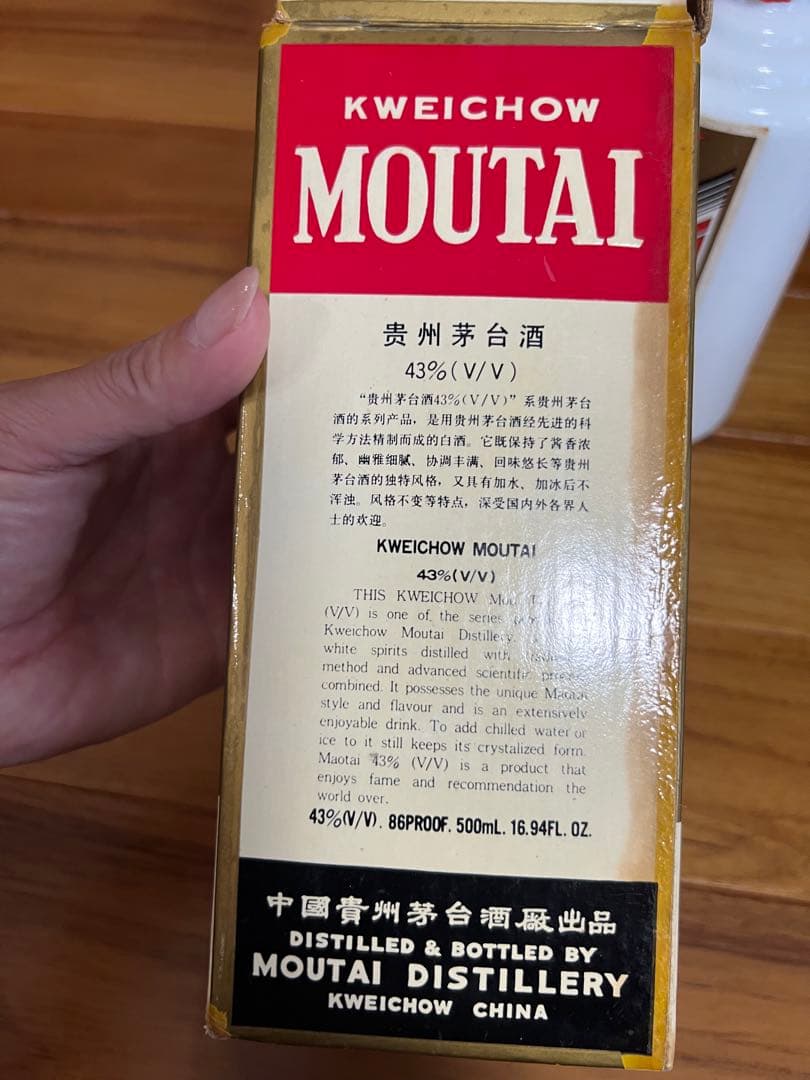 KWEICHOW
MOUTAI
贵州茅台酒
43%(V/V)
“贵州茅台酒43%(V/V)”系贵州茅台
酒的系列产品，是用贵州茅台酒经先进的科
学方法精制而成的白酒。它既保持了酱香浓
郁、幽雅细腻、协调丰满、回味悠长等贵州
茅台酒的独特风格，又具有加水、加冰后不
浑浊。风格不变等特点，深受国内外各界人
士的欢迎。
KWEICHOW MOUTAI
43%(V/V)
THIS KWEICHOW
(V/V) is one of the series
Kweichow Moutai Distillery.
white spirits distilled with
method and advanced scientific
combined. It possesses the unique Maotai
style and flavour and is an extensively
enjoyable drink. To add chilled water or
ice to it still keeps its crystalized form.
Maotai 43% (V/V) is a product that
enjoys fame and recommendation the
world over.
43%(V/V). 86PROOF. 500mL. 16.94FL. OZ.
中國貴州茅台酒廠出品
DISTILLED & BOTTLED BY
MOUTAI DISTILLERY
KWEICHOW CHINA